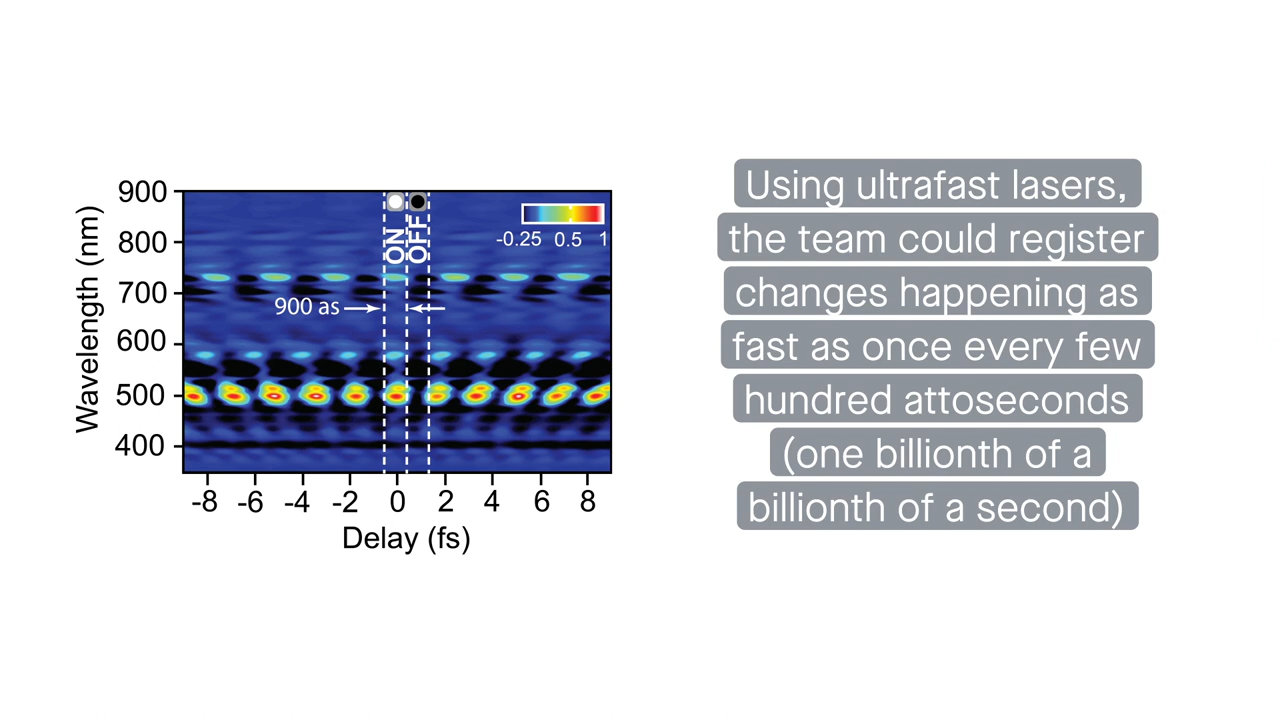 900
800
700
600
500
400
Wavelength (nm)
ON
OFF
-0.25 0.5 1
900 as
-8 -6 -4 -2 0 2 4 6 8
Delay (fs)
Using ultrafast lasers,
the team could register
changes happening as
fast as once every few
hundred attoseconds
(one billionth of a
billionth of a second)